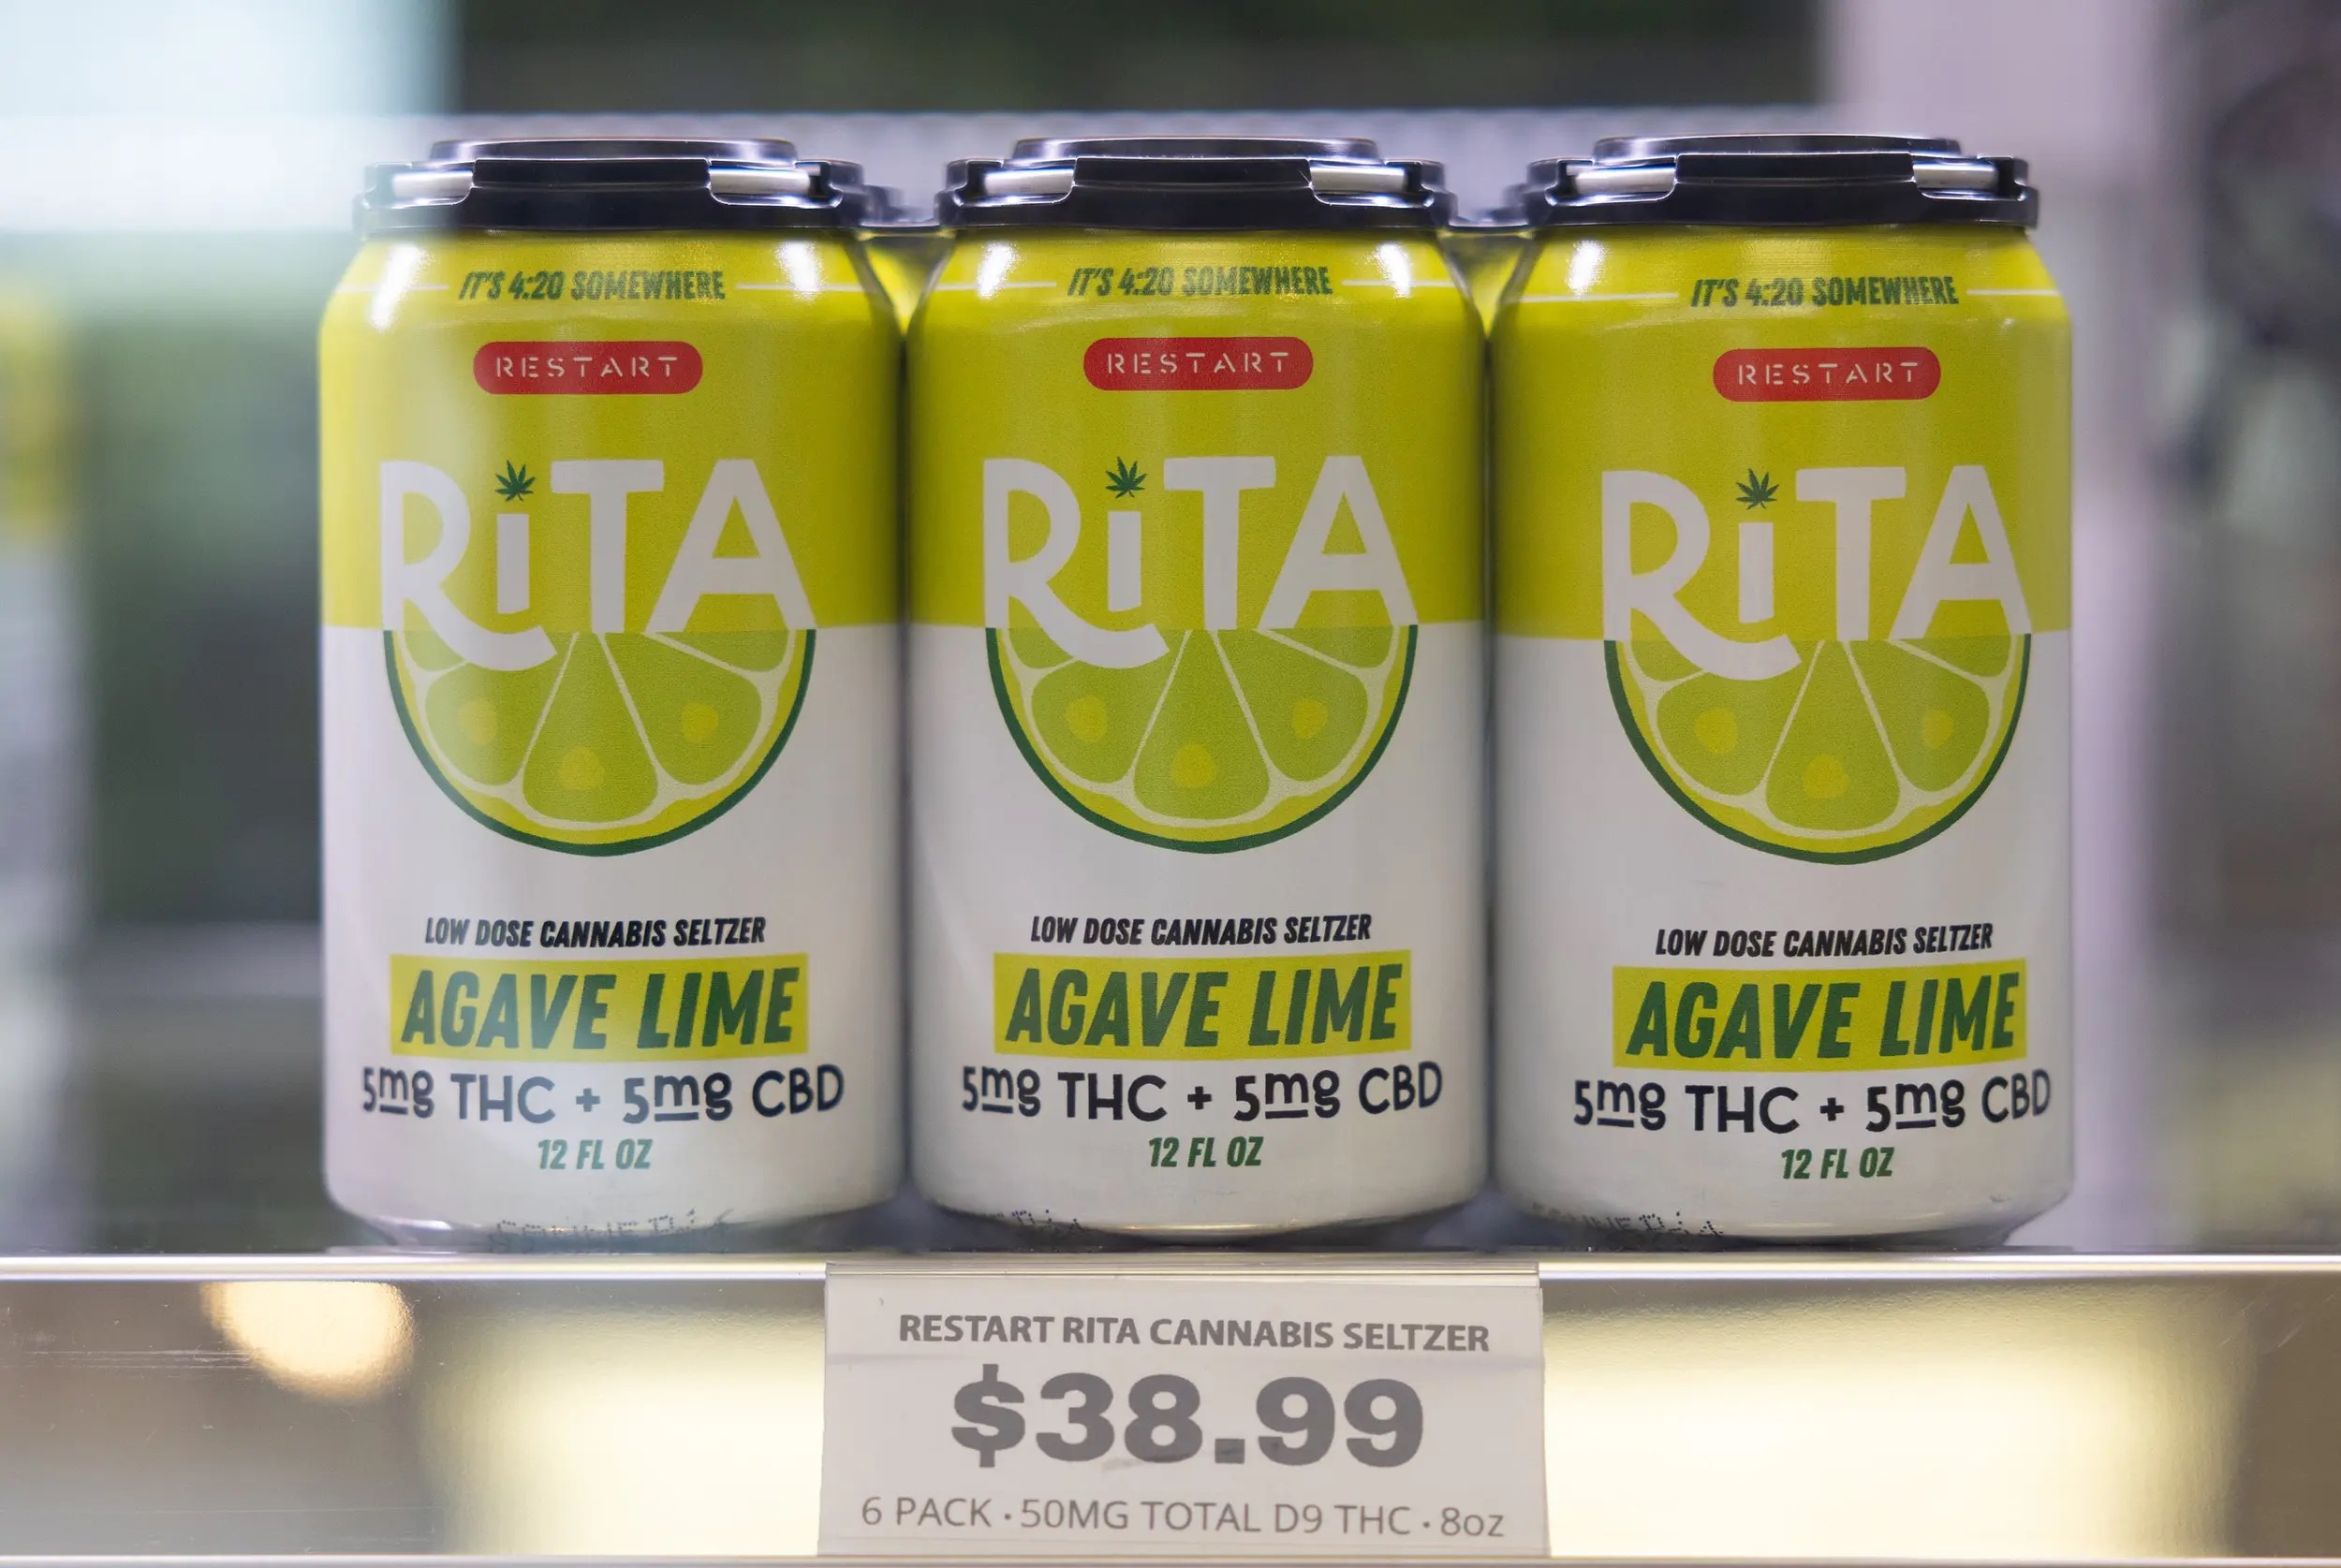 IT'S 4:20 SOMEWHERE
RESTART
RiTA
LOW DOSE CANNABIS SELTZER
AGAVE LIME
5mg THC + 5mg CBD
12 FL OZ
IT'S 4:20 SOMEWHERE
RESTART
RiTA
LOW DOSE CANNABIS SELTZER
AGAVE LIME
5mg THC + 5mg CBD
12 FL OZ
IT'S 4:20 SOMEWHERE
RESTART
RiTA
LOW DOSE CANNABIS SELTZER
AGAVE LIME
5mg THC + 5mg CBD
12 FL OZ
RESTART RITA CANNABIS SELTZER
$38.99
6 PACK · 50MG TOTAL D9 THC · 8oz